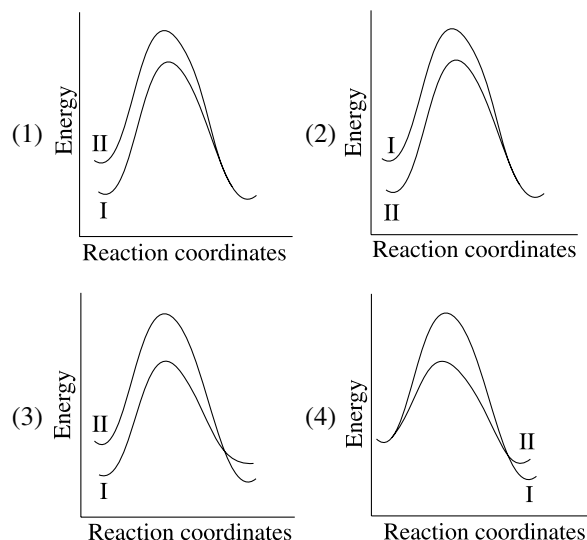 (1)
Energy
II
I
Reaction coordinates
(2)
Energy
I
II
Reaction coordinates
(3)
Energy
II
I
Reaction coordinates
(4)
Energy
II
I
Reaction coordinates